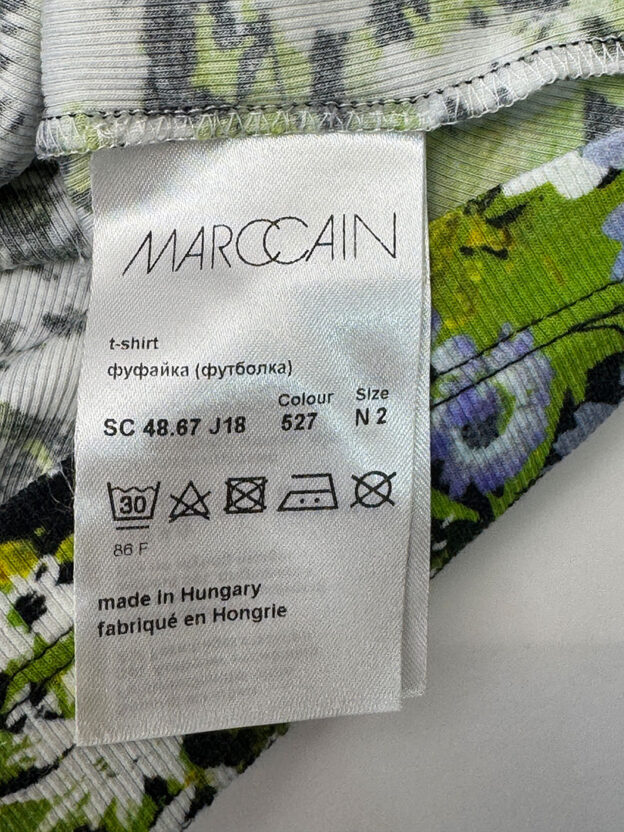 MARCCAIN
t-shirt
фуфайка (футболка)
Colour Size
SC 48.67 J18 527 N 2
30
86 F
made in Hungary
fabriqué en Hongrie